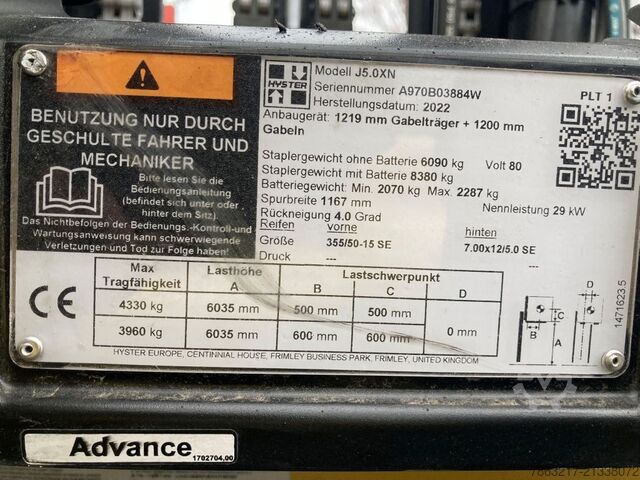 BENUTZUNG NUR DURCH
GESCHULTE FAHRER UND
MECHANIKER
Bitte lesen Sie die
Bedienungsanleitung
(befindet sich unter oder
hinter dem Sitz).
Das Nichtbefolgen der Bedienungs-, Kontroll-und
Wartungsanweisung kann schwerwiegende
Verletzungen und Tod zur Folge haben!
HYSTER
Modell J5.0XN
Seriennummer A970B03884W
Herstellungsdatum: 2022
PLT 1
Anbaugerät: 1219 mm Gabelträger + 1200 mm
Gabeln
Staplergewicht ohne Batterie 6090 kg Volt 80
Staplergewicht mit Batterie 8380 kg
Batteriegewicht: Min. 2070 kg Max. 2287 kg
Spurbreite 1167 mm
Rückneigung 4.0 Grad Nennleistung 29 kW
Reifen vorne hinten
Größe 355/50-15 SE 7.00x12/5.0 SE
Druck --- ---
Max Tragfähigkeit Lasthöhe A Lastschwerpunkt B C D
4330 kg 6035 mm 500 mm 500 mm 0 mm
3960 kg 6035 mm 600 mm 600 mm
CE
HYSTER EUROPE, CENTINNIAL HOUSE, FRIMLEY BUSINESS PARK, FRIMLEY, UNITED KINGDOM
D
C
B
A
1471623 5
Advance
1702704.00
7863217-21338072